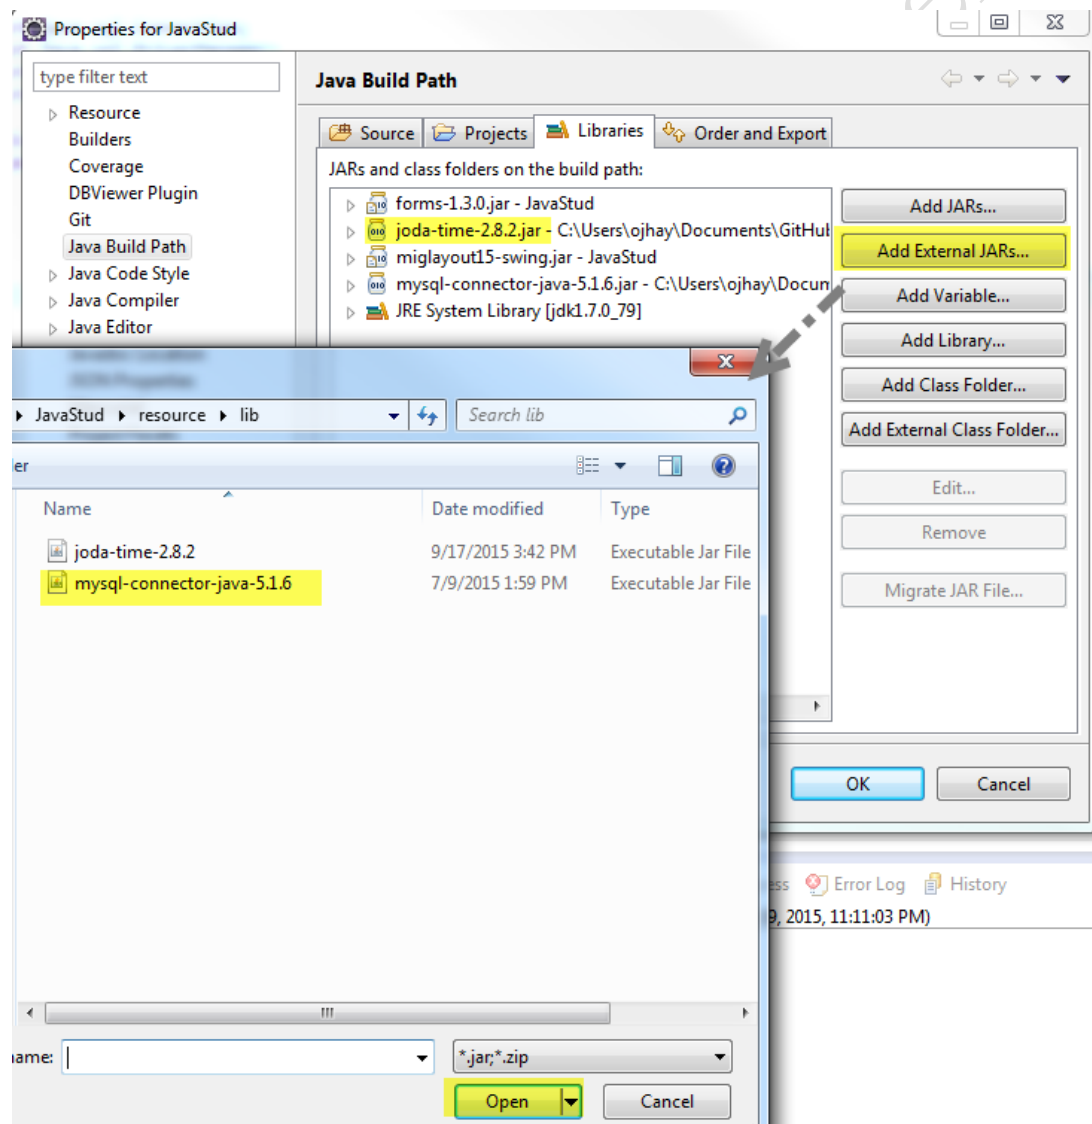 Properties for JavaStud
type filter text
Java Build Path
Resource
Builders
Coverage
DBViewer Plugin
Git
Java Build Path
Java Code Style
Java Compiler
Java Editor
Source Projects Libraries Order and Export
JARs and class folders on the build path:
forms-1.3.0.jar - JavaStud
joda-time-2.8.2.jar - C:\Users\ojhay\Documents\GitHub
miglayout15-swing.jar - JavaStud
mysql-connector-java-5.1.6.jar - C:\Users\ojhay\Docum
JRE System Library [jdk1.7.0_79]
Add JARs...
Add External JARs...
Add Variable...
Add Library...
Add Class Folder...
Add External Class Folder...
Edit...
Remove
Migrate JAR File...
OK Cancel
JavaStud resource lib
Search lib
er
Name Date modified Type
joda-time-2.8.2 9/17/2015 3:42 PM Executable Jar File
mysql-connector-java-5.1.6 7/9/2015 1:59 PM Executable Jar File
ame:
*.jar;*.zip
Open Cancel
ess Error Log History
9, 2015, 11:11:03 PM)